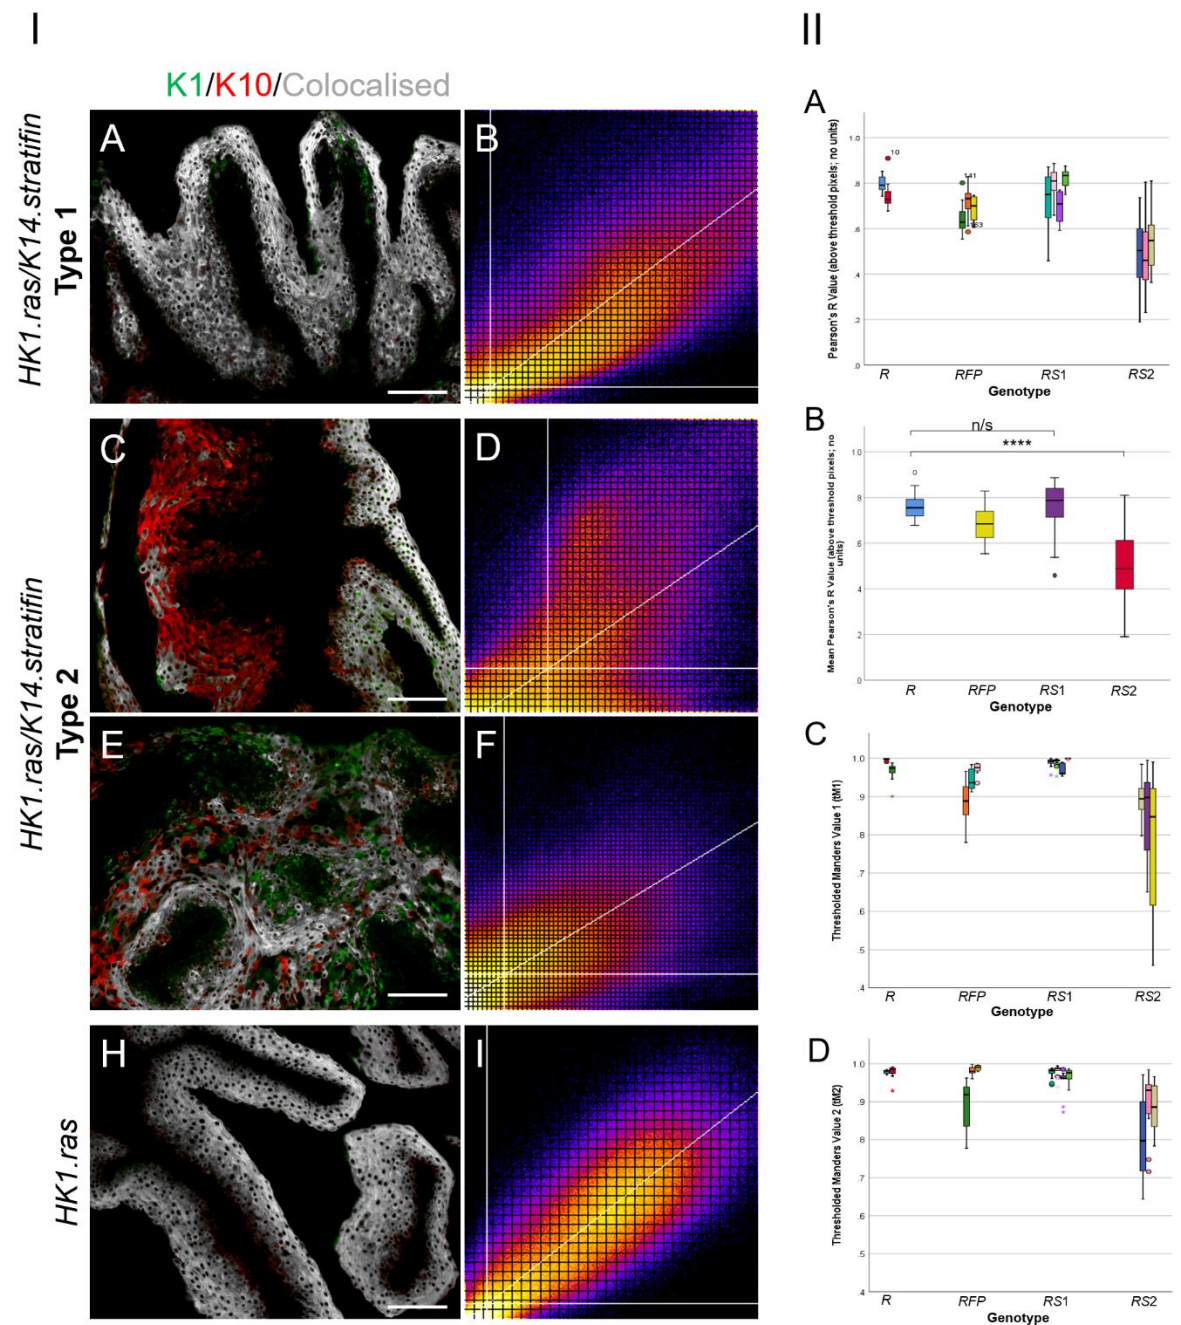 I
II
K1/K10/Colocalised
HK1.ras/K14.stratifin
Type 1
A
B
HK1.ras/K14.stratifin
Type 2
C
D
E
F
HK1.ras
H
I
A
Pearson's R Value (above threshold pixels; no units)
1.0
.8
.6
.4
.2
.0
10
141
R
RFP
RS1
RS2
Genotype
B
Mean Pearson's R Value (above threshold pixels; no
units)
n/s
****
1.0
.8
.6
.4
.2
.0
R
RFP
RS1
RS2
Genotype
C
Thresholded Manders Value 1 (tM1)
1.0
.9
.8
.7
.6
.5
.4
R
RFP
RS1
RS2
Genotype
D
Thresholded Manders Value 2 (tM2)
1.0
.9
.8
.7
.6
.5
.4
R
RFP
RS1
RS2
Genotype